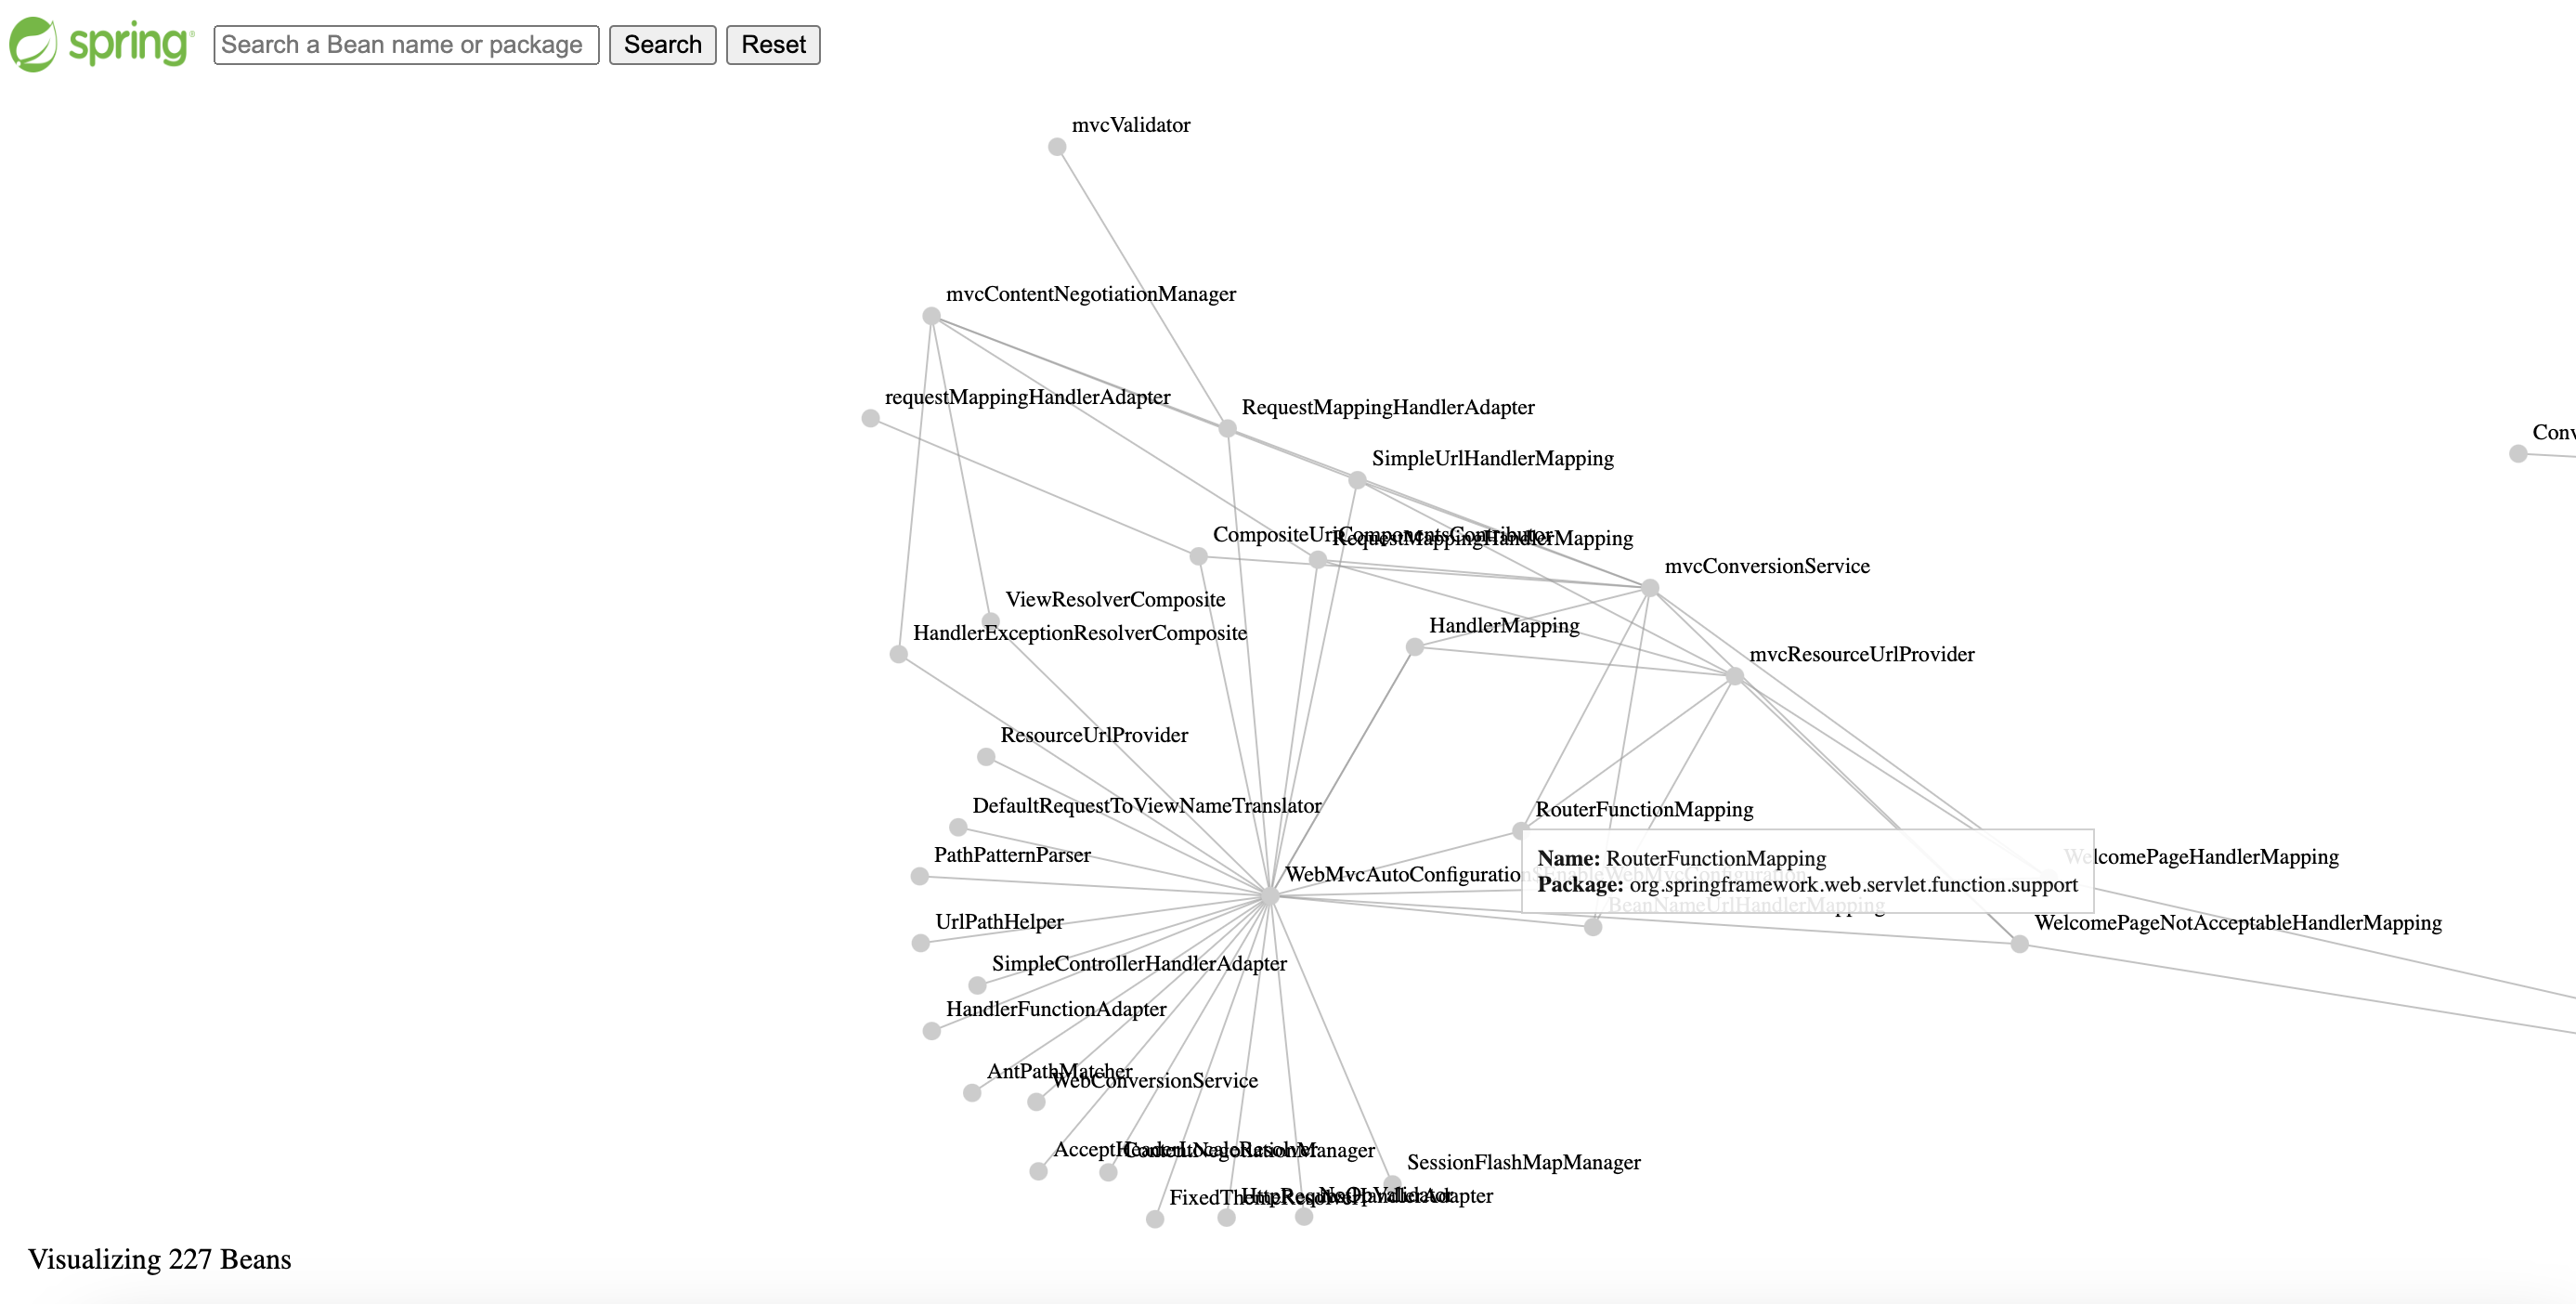 spring
Search a Bean name or package
Search
Reset
mvcValidator
mvcContentNegotiationManager
requestMappingHandlerAdapter
RequestMappingHandlerAdapter
Conv
SimpleUrlHandlerMapping
CompositeUriComponentsContributor
RequestMappingHandlerMapping
mvcConversionService
ViewResolverComposite
HandlerMapping
HandlerExceptionResolverComposite
mvcResourceUrlProvider
ResourceUrlProvider
DefaultRequestToViewNameTranslator
RouterFunctionMapping
PathPatternParser
WelcomePageHandlerMapping
Name: RouterFunctionMapping
WebMvcAutoConfiguration$EnableWebMvcConfiguration
Package: org.springframework.web.servlet.function.support
BeanNameUrlHandlerMapping
UrlPathHelper
WelcomePageNotAcceptableHandlerMapping
SimpleControllerHandlerAdapter
HandlerFunctionAdapter
AntPathMatcher
WebConversionService
AcceptHeaderLocaleResolver
ContentNegotiationManager
SessionFlashMapManager
FixedThemeResolver
HttpRequestHandlerAdapter
NoOpValidator
Visualizing 227 Beans